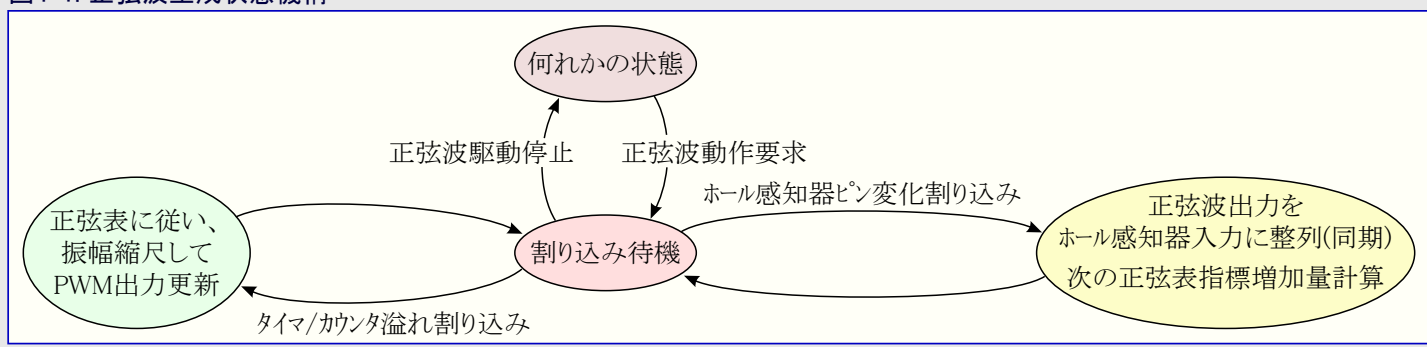 何れかの状態
正弦波駆動停止
正弦波動作要求
ホール感知器ピン変化割り込み
正弦表に従い、
振幅縮尺して
PWM出力更新
割り込み待機
正弦波出力を
ホール感知器入力に整列(同期)
次の正弦表指標増加量計算
タイマ/カウンタ溢れ割り込み